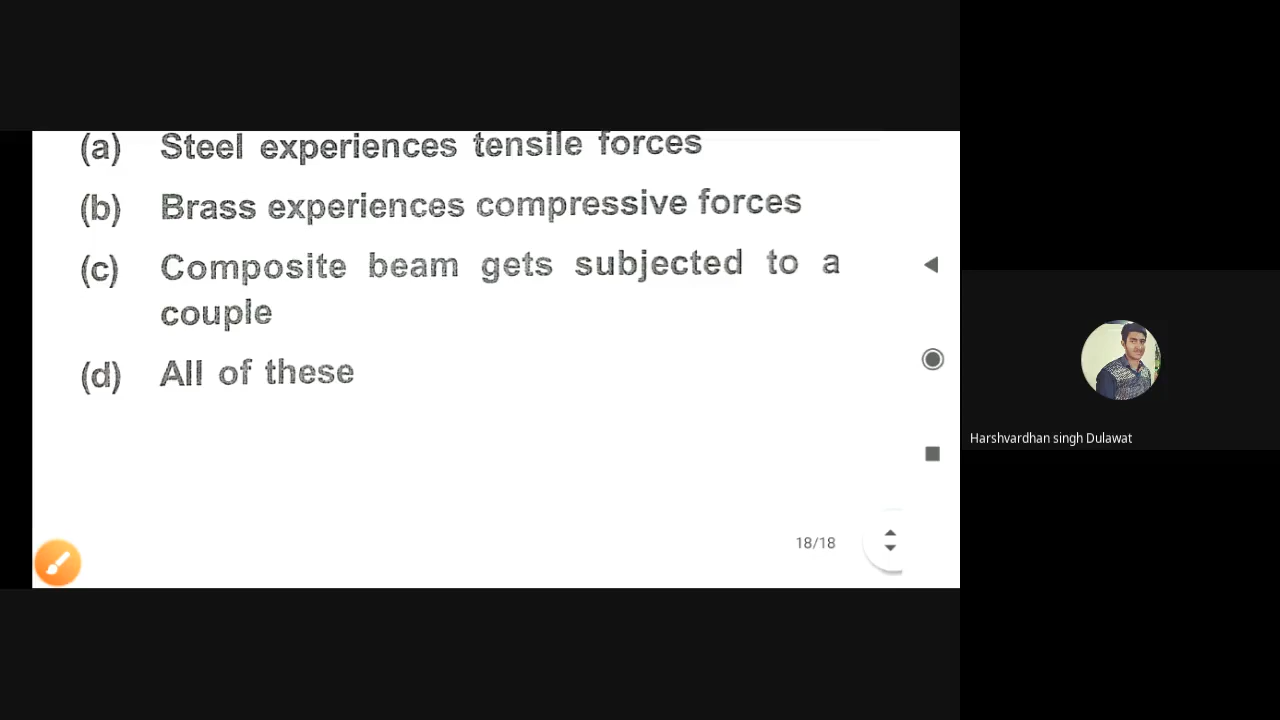 (a) Steel experiences tensile forces
(b) Brass experiences compressive forces
(c) Composite beam gets subjected to a
couple
(d) All of these
18/18
Harshvardhan singh Dulawat